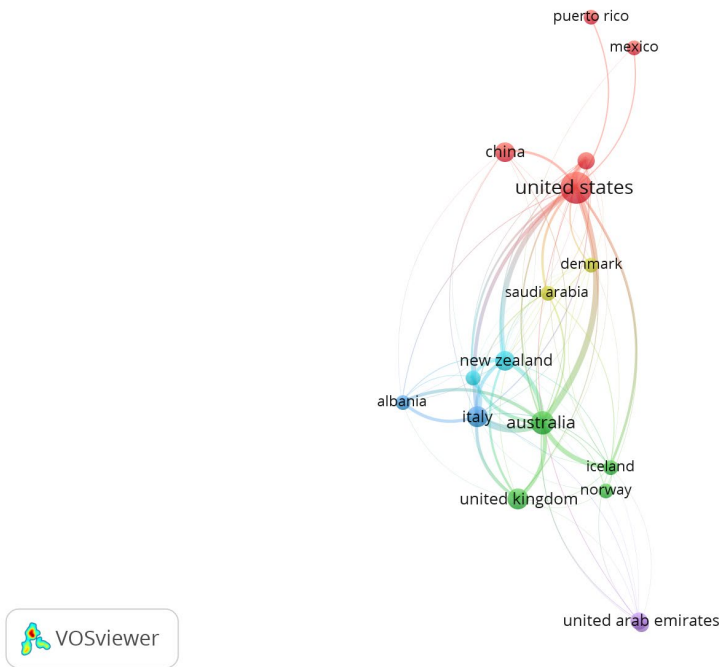 puerto rico
mexico
china
united states
denmark
saudi arabia
new zealand
albania
italy
australia
iceland
norway
united kingdom
united arab emirates
VOSviewer